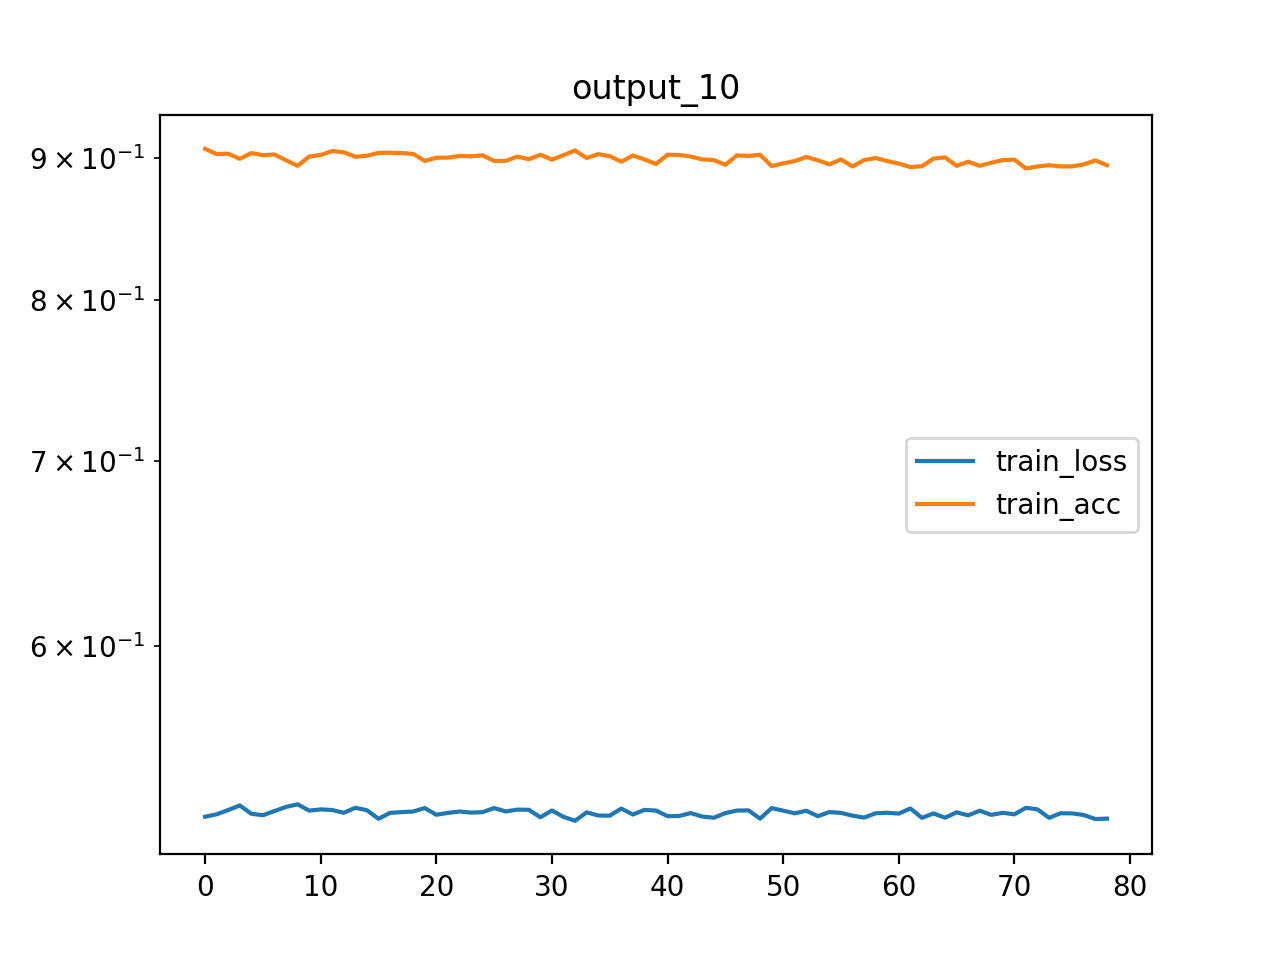 output_10
9 × 10⁻¹
8 × 10⁻¹
7 × 10⁻¹
6 × 10⁻¹
train_loss
train_acc
0 10 20 30 40 50 60 70 80